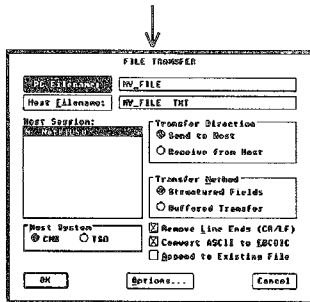 FILE TRANSFER
PC Filename:
MY_FILE
Host Filename:
MY_FILE TXT
Host Session:
Transfer Direction
Send to Host
Receive from Host
Transfer Method
Structured Fields
Buffered Transfer
Host System
CMS
TSO
Remove Line Ends (CR/LF)
Convert ASCII to EBCDIC
Append to Existing File
OK
Options...
Cancel